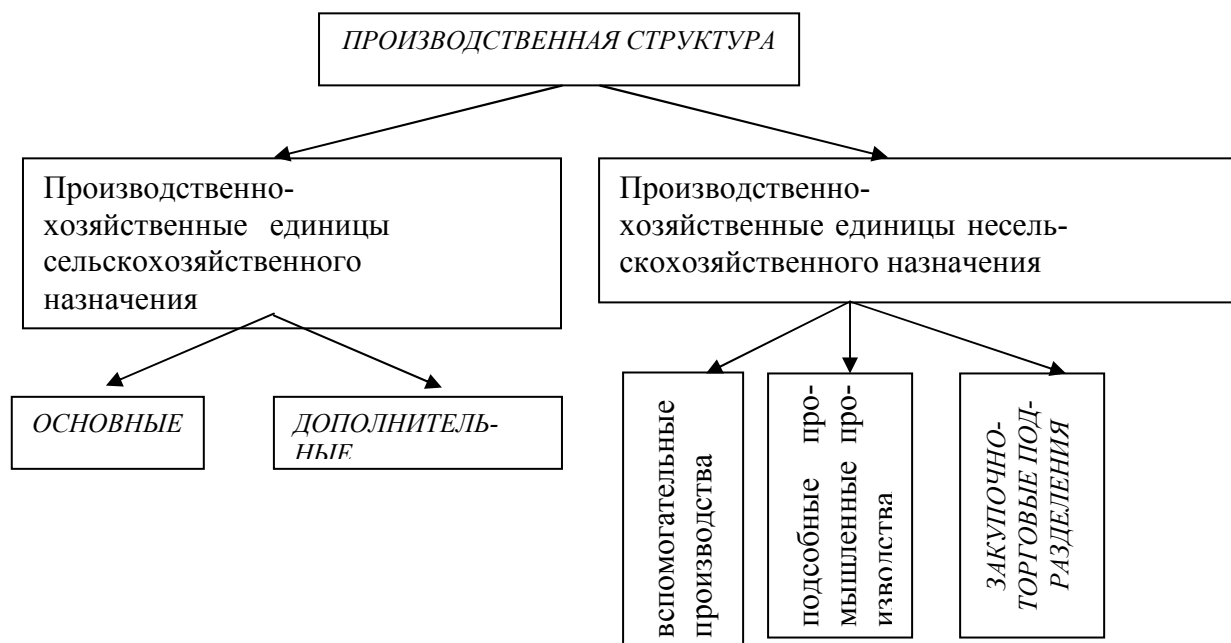 ПРОИЗВОДСТВЕННАЯ СТРУКТУРА
Производственно-
хозяйственные единицы
сельскохозяйственного
назначения
Производственно-
хозяйственные единицы несель-
скохозяйственного назначения
ОСНОВНЫЕ
ДОПОЛНИТЕЛЬ-
НЫЕ
вспомогательные
производства
подсобные про-
мышленные про-
изводства
ЗАКУПОЧНО-
ТОРГОВЫЕ ПОД-
РАЗДЕЛЕНИЯ